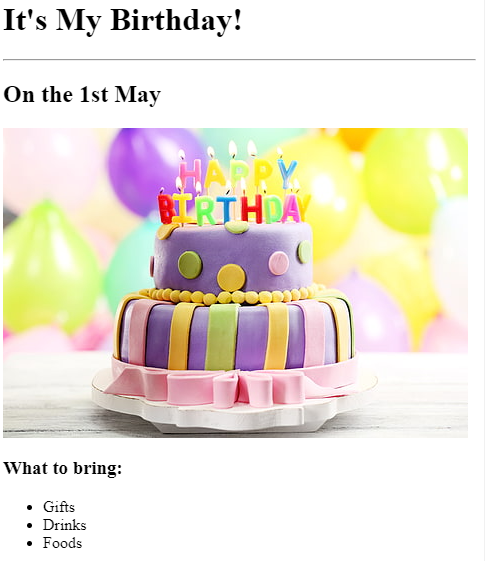 It's My Birthday!
On the 1st May
HAPPY
BIRTHDAY
What to bring:
Gifts
Drinks
Foods